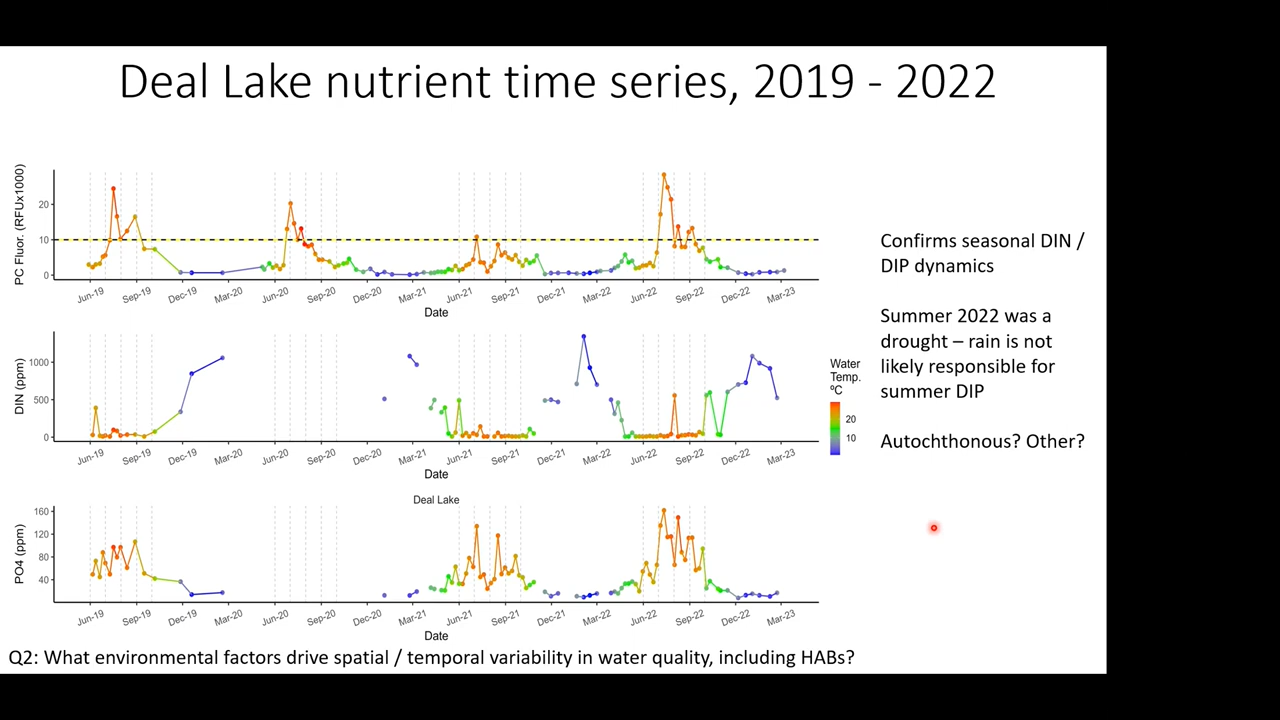 Deal Lake nutrient time series, 2019 - 2022
PC Fluor. (RFUx1000)
20
10
0
Jun-19 Sep-19 Dec-19 Mar-20 Jun-20 Sep-20 Dec-20 Mar-21 Jun-21 Sep-21 Dec-21 Mar-22 Jun-22 Sep-22 Dec-22 Mar-23
Date
DIN (ppm)
1000
500
0
Jun-19 Sep-19 Dec-19 Mar-20 Jun-20 Sep-20 Dec-20 Mar-21 Jun-21 Sep-21 Dec-21 Mar-22 Jun-22 Sep-22 Dec-22 Mar-23
Date
Water
Temp.
ºC
20
10
Deal Lake
PO4 (ppm)
160
120
80
40
Jun-19 Sep-19 Dec-19 Mar-20 Jun-20 Sep-20 Dec-20 Mar-21 Jun-21 Sep-21 Dec-21 Mar-22 Jun-22 Sep-22 Dec-22 Mar-23
Date
Confirms seasonal DIN /
DIP dynamics
Summer 2022 was a
drought – rain is not
likely responsible for
summer DIP
Autochthonous? Other?
Q2: What environmental factors drive spatial / temporal variability in water quality, including HABs?